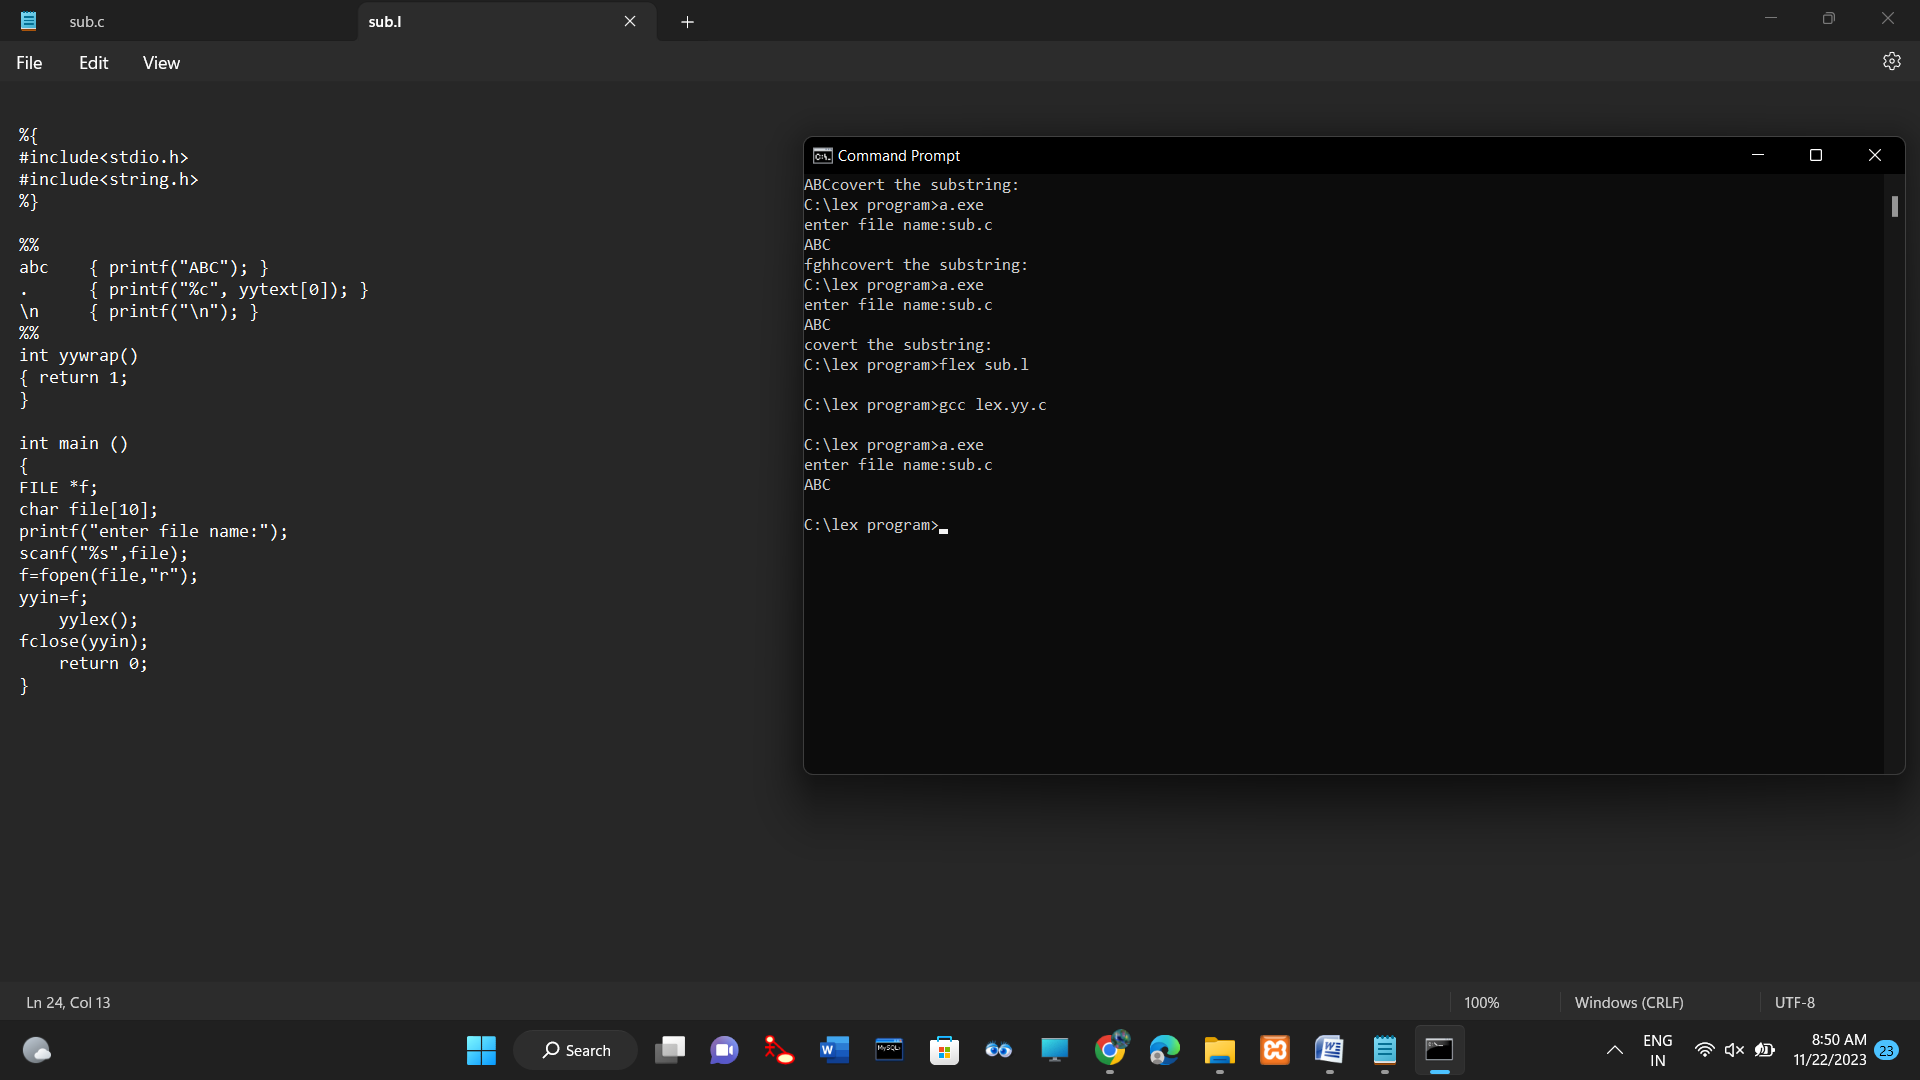 sub.c
sub.l
File Edit View
%{
#include<stdio.h>
#include<string.h>
%}
%%
abc    { printf("ABC"); }
.      { printf("%c", yytext[0]); }
\n     { printf("\n"); }
%%
int yywrap()
{ return 1;
}
int main ()
{
FILE *f;
char file[10];
printf("enter file name:");
scanf("%s",file);
f=fopen(file,"r");
yyin=f;
    yylex();
fclose(yyin);
    return 0;
}
Command Prompt
ABCcovert the substring:
C:\lex program>a.exe
enter file name:sub.c
ABC
fghhcovert the substring:
C:\lex program>a.exe
enter file name:sub.c
ABC
covert the substring:
C:\lex program>flex sub.l
C:\lex program>gcc lex.yy.c
C:\lex program>a.exe
enter file name:sub.c
ABC
C:\lex program>
Ln 24, Col 13
100%
Windows (CRLF)
UTF-8
Search
W
MySQL
W
ENG
IN
8:50 AM
11/22/2023
23